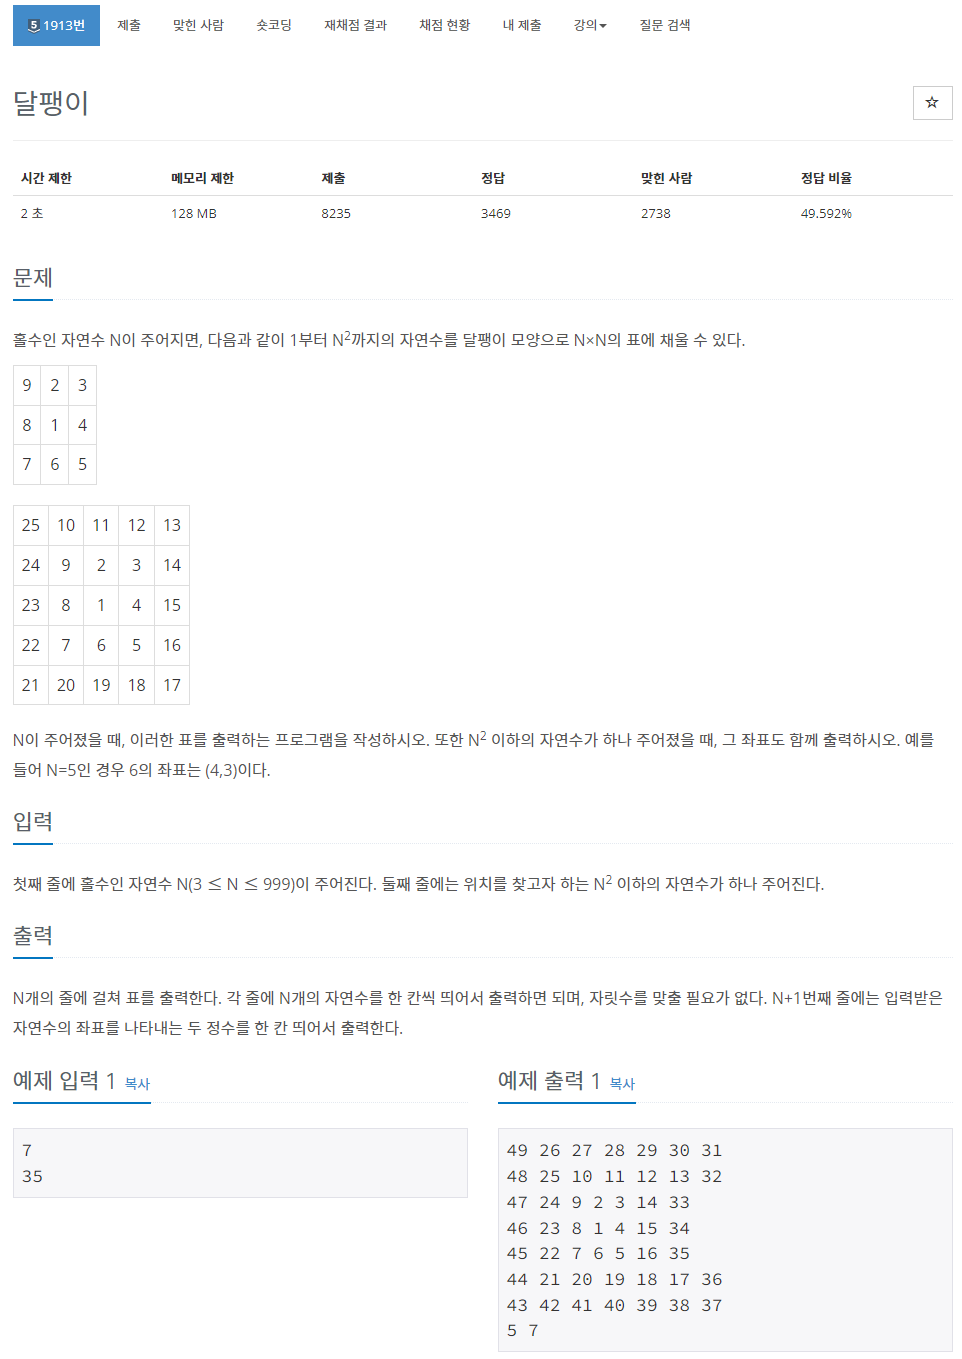 5 1913번 제출 맞힌 사람 숏코딩 재채점 결과 채점 현황 내 제출 강의 질문 검색
달팽이
시간 제한 메모리 제한 제출 정답 맞힌 사람 정답 비율
2 초 128 MB 8235 3469 2738 49.592%
문제
홀수인 자연수 N이 주어지면, 다음과 같이 1부터 N²까지의 자연수를 달팽이 모양으로 N×N의 표에 채울 수 있다.
9 2 3
8 1 4
7 6 5
25 10 11 12 13
24 9 2 3 14
23 8 1 4 15
22 7 6 5 16
21 20 19 18 17
N이 주어졌을 때, 이러한 표를 출력하는 프로그램을 작성하시오. 또한 N² 이하의 자연수가 하나 주어졌을 때, 그 좌표도 함께 출력하시오. 예를
들어 N=5인 경우 6의 좌표는 (4,3)이다.
입력
첫째 줄에 홀수인 자연수 N(3 ≤ N ≤ 999)이 주어진다. 둘째 줄에는 위치를 찾고자 하는 N² 이하의 자연수가 하나 주어진다.
출력
N개의 줄에 걸쳐 표를 출력한다. 각 줄에 N개의 자연수를 한 칸씩 띄어서 출력하면 되며, 자릿수를 맞출 필요가 없다. N+1번째 줄에는 입력받은
자연수의 좌표를 나타내는 두 정수를 한 칸 띄어서 출력한다.
예제 입력 1 복사
7
35
예제 출력 1 복사
49 26 27 28 29 30 31
48 25 10 11 12 13 32
47 24 9 2 3 14 33
46 23 8 1 4 15 34
45 22 7 6 5 16 35
44 21 20 19 18 17 36
43 42 41 40 39 38 37
5 7